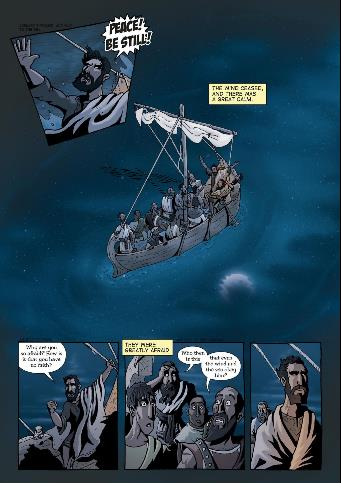 PEACE!
BE STILL!
THE WIND CEASED,
AND THERE WAS
A GREAT CALM.
Why are you
so afraid? How is
it that you have
no faith?
THEY WERE
GREATLY AFRAID
Who then
is this
that even
the wind and
the sea obey
him?